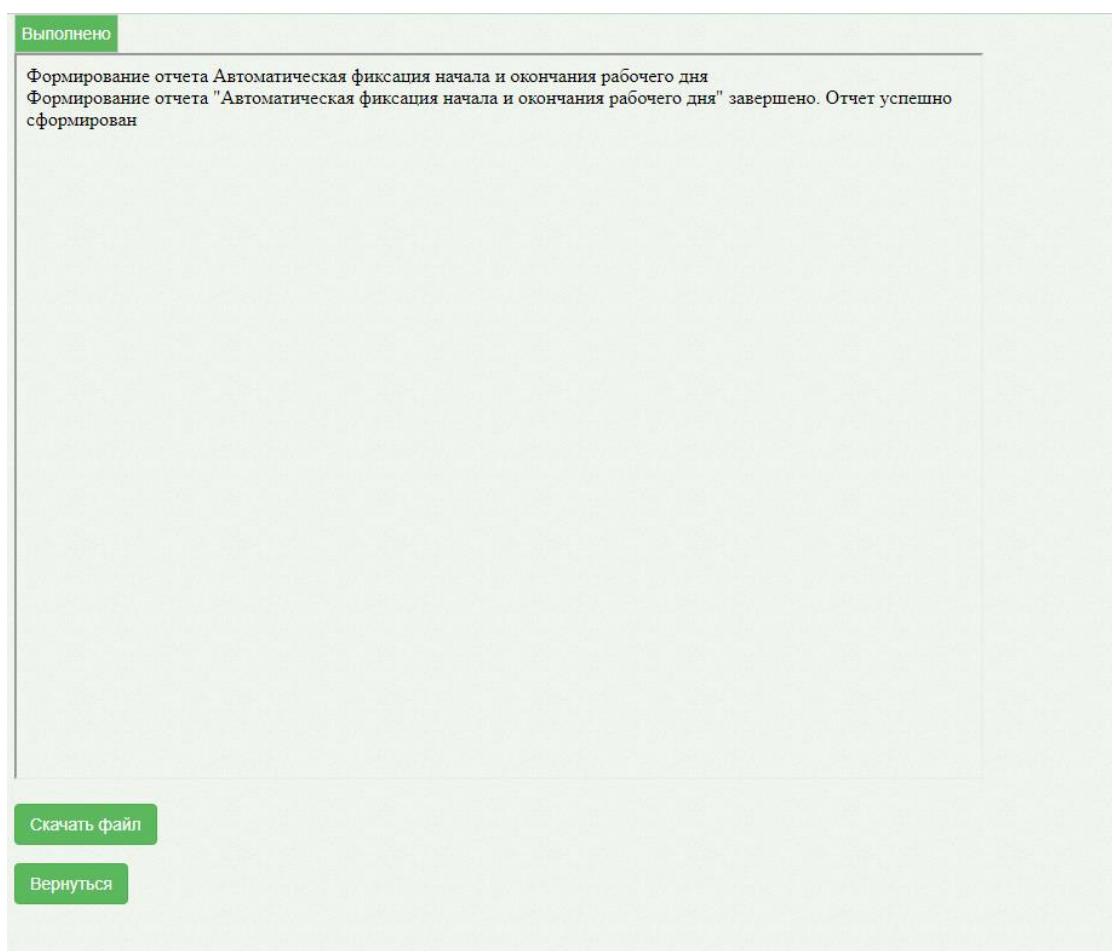 Выполнено
Формирование отчета Автоматическая фиксация начала и окончания рабочего дня
Формирование отчета "Автоматическая фиксация начала и окончания рабочего дня" завершено. Отчет успешно
сформирован
Скачать файл
Вернуться